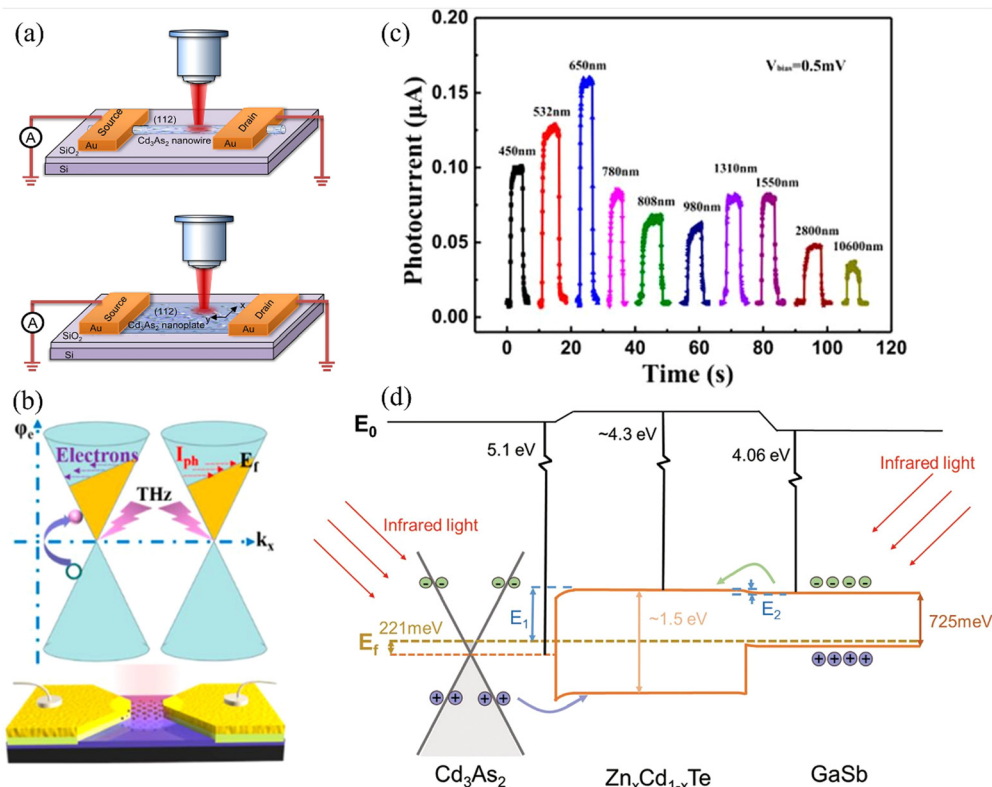 (a)
Source
(112)
Drain
A
Au
Cd₃As₂ nanowire
Au
SiO₂
Si
Source
(112)
x
Drain
A
Au
y
Cd₃As₂ nanoplate
Au
SiO₂
Si
(c)
Photocurrent (μA)
0.20
0.15
0.10
0.05
0.00
V_bias=0.5mV
450nm
532nm
650nm
780nm
808nm
980nm
1310nm
1550nm
2800nm
10600nm
0 20 40 60 80 100 120
Time (s)
(b)
φₑ
Electrons
I_ph
E_f
THz
kₓ
(d)
E₀
5.1 eV
~4.3 eV
4.06 eV
Infrared light
Infrared light
E₁
E₂
~1.5 eV
221meV
E_f
725meV
Cd₃As₂
ZnₓCd₁₋ₓTe
GaSb